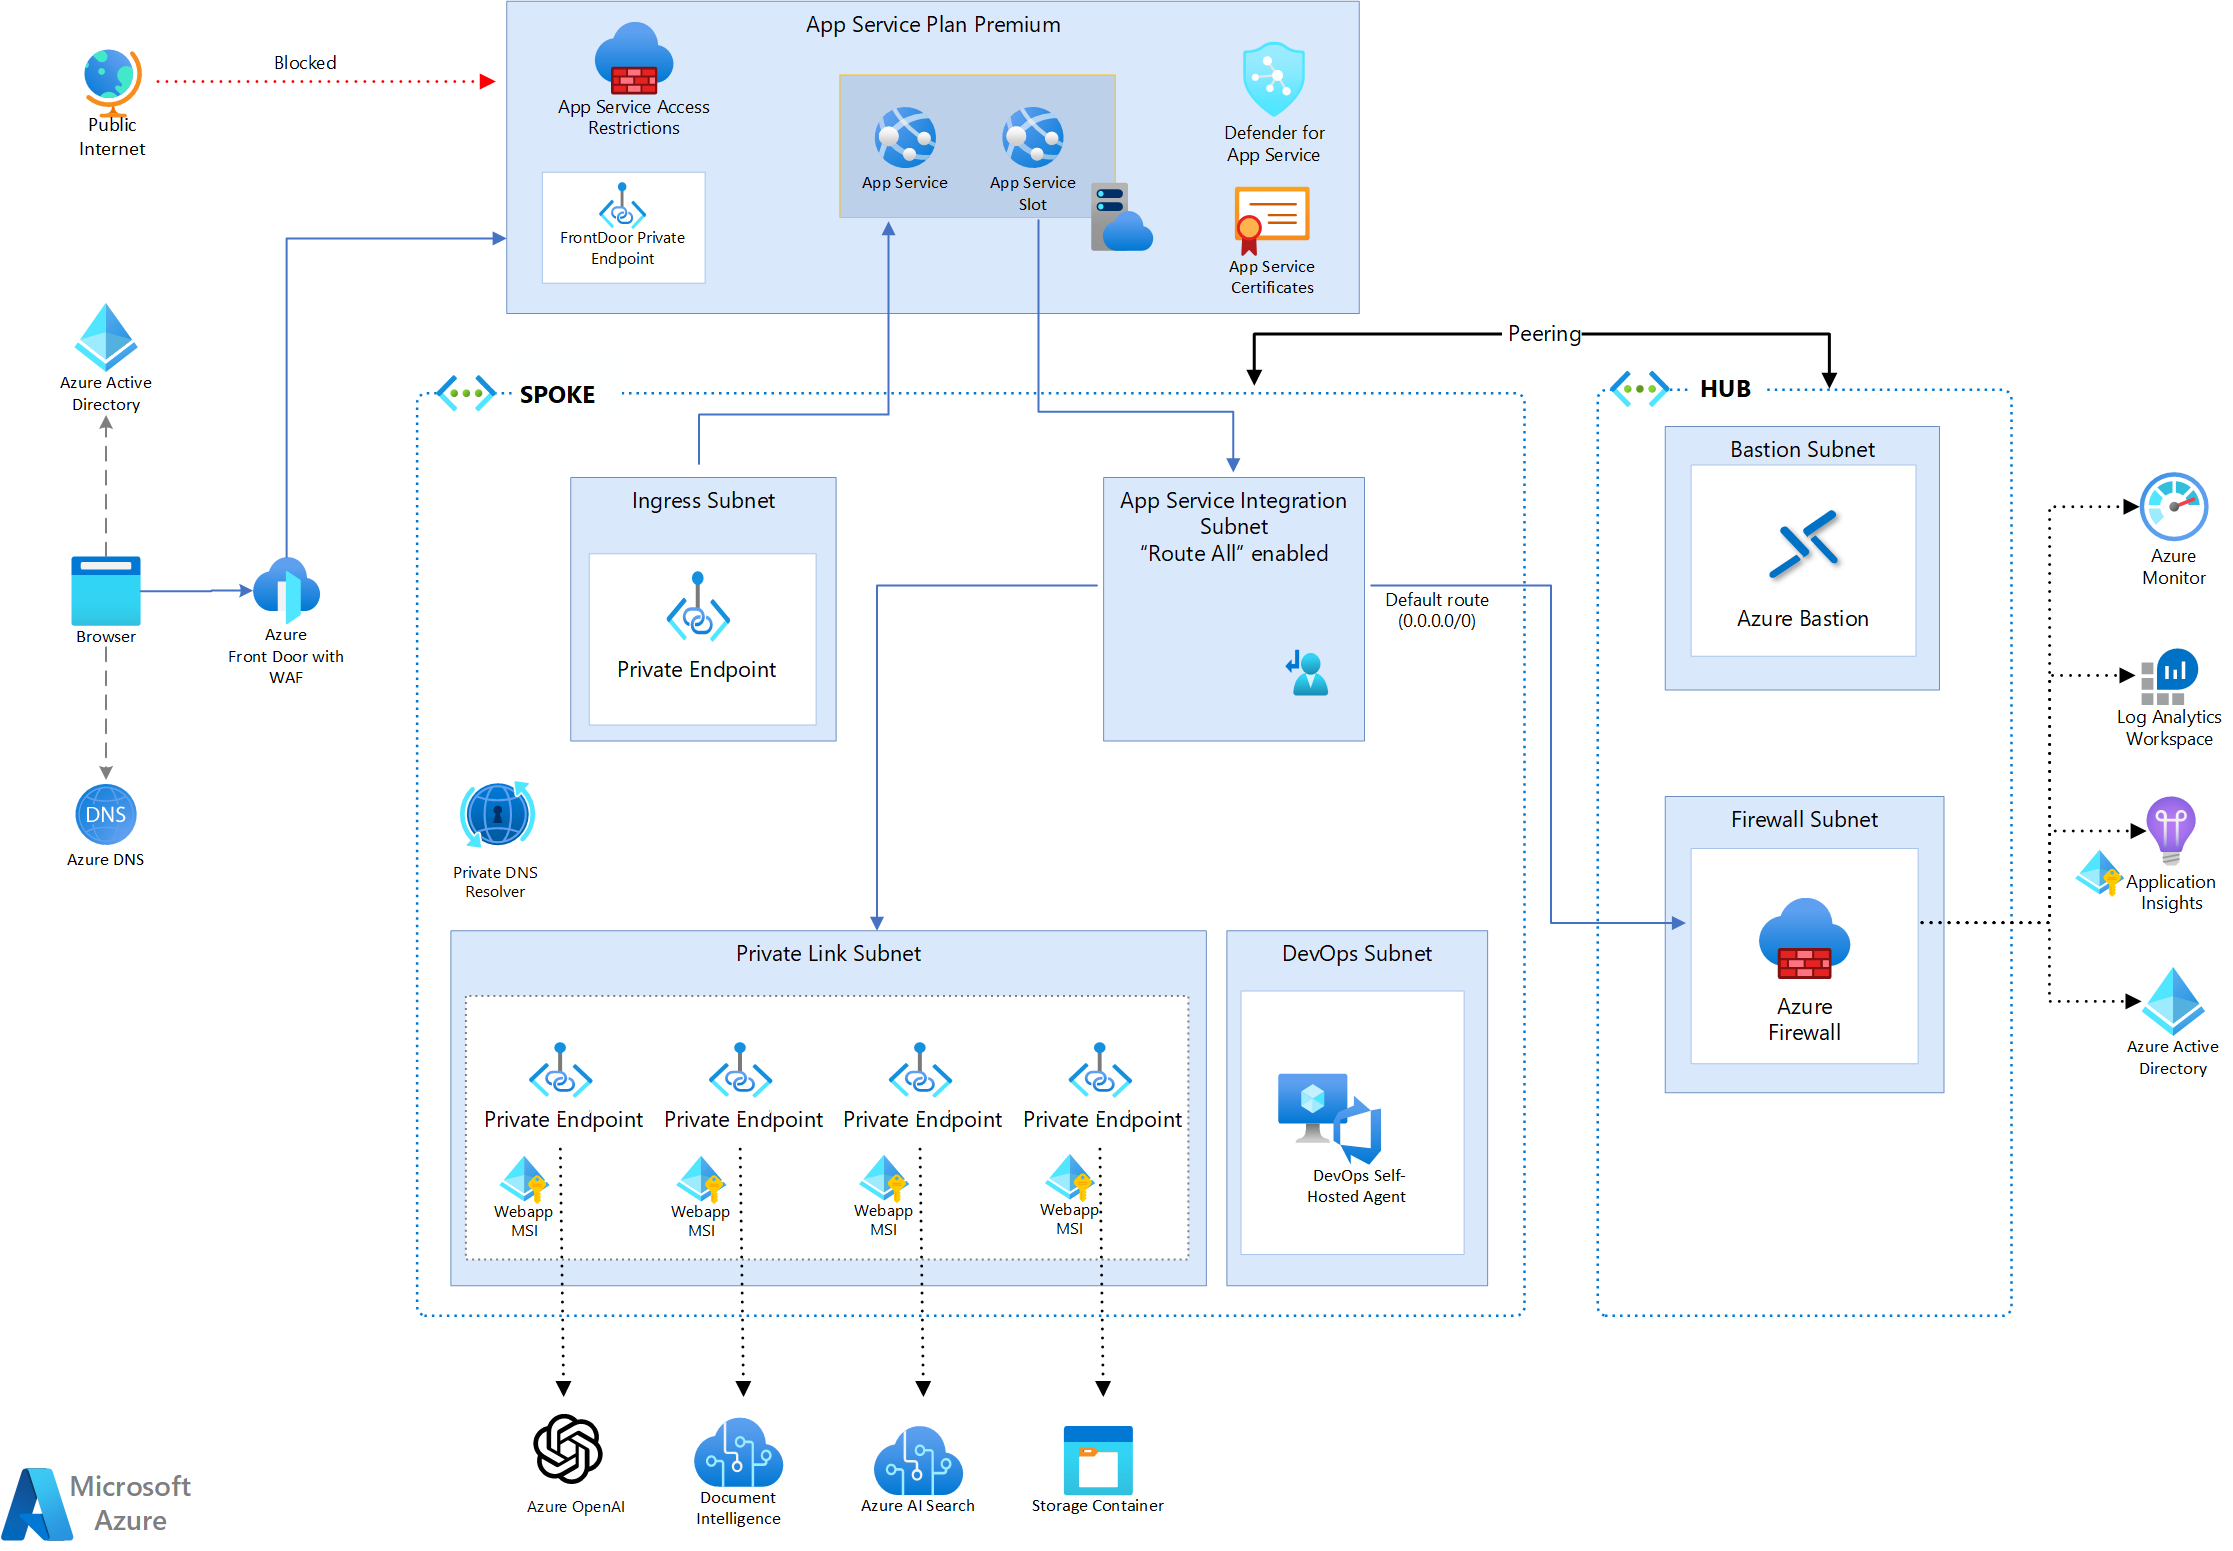 App Service Plan Premium
Blocked
Public
Internet
App Service Access
Restrictions
FrontDoor Private
Endpoint
App Service
App Service
Slot
Defender for
App Service
App Service
Certificates
Peering
Azure Active
Directory
Browser
Azure
Front Door with
WAF
DNS
Azure DNS
SPOKE
Ingress Subnet
Private Endpoint
App Service Integration
Subnet
“Route All“ enabled
Default route
(0.0.0.0/0)
Private DNS
Resolver
Private Link Subnet
Private Endpoint
Private Endpoint
Private Endpoint
Private Endpoint
Webapp
MSI
Webapp
MSI
Webapp
MSI
Webapp
MSI
DevOps Subnet
DevOps Self-
Hosted Agent
HUB
Bastion Subnet
Azure Bastion
Firewall Subnet
Azure
Firewall
Azure
Monitor
Log Analytics
Workspace
Application
Insights
Azure Active
Directory
Azure OpenAI
Document
Intelligence
Azure AI Search
Storage Container
Microsoft
Azure